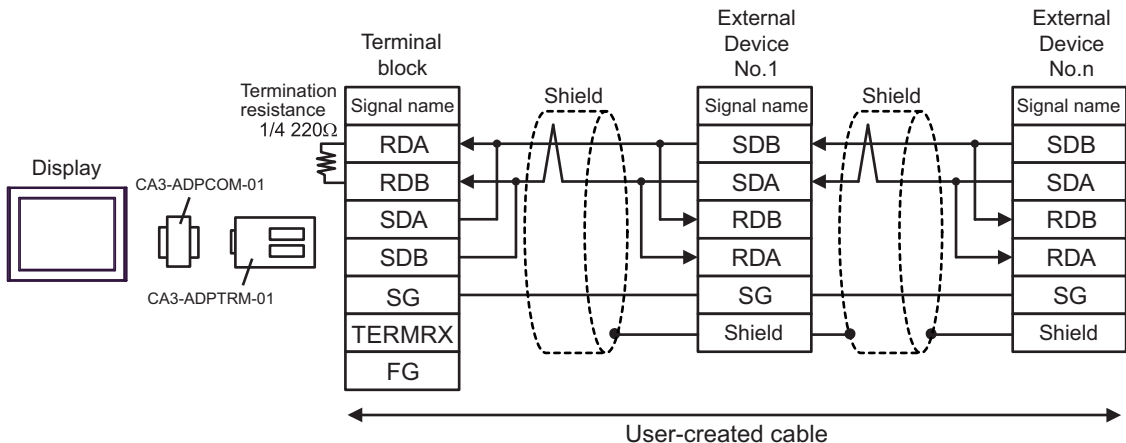 Display
CA3-ADPCOM-01
CA3-ADPTRM-01
Termination
resistance
1/4 220Ω
Terminal
block
Signal name
RDA
RDB
SDA
SDB
SG
TERMRX
FG
Shield
External
Device
No.1
Signal name
SDB
SDA
RDB
RDA
SG
Shield
Shield
External
Device
No.n
Signal name
SDB
SDA
RDB
RDA
SG
Shield
User-created cable